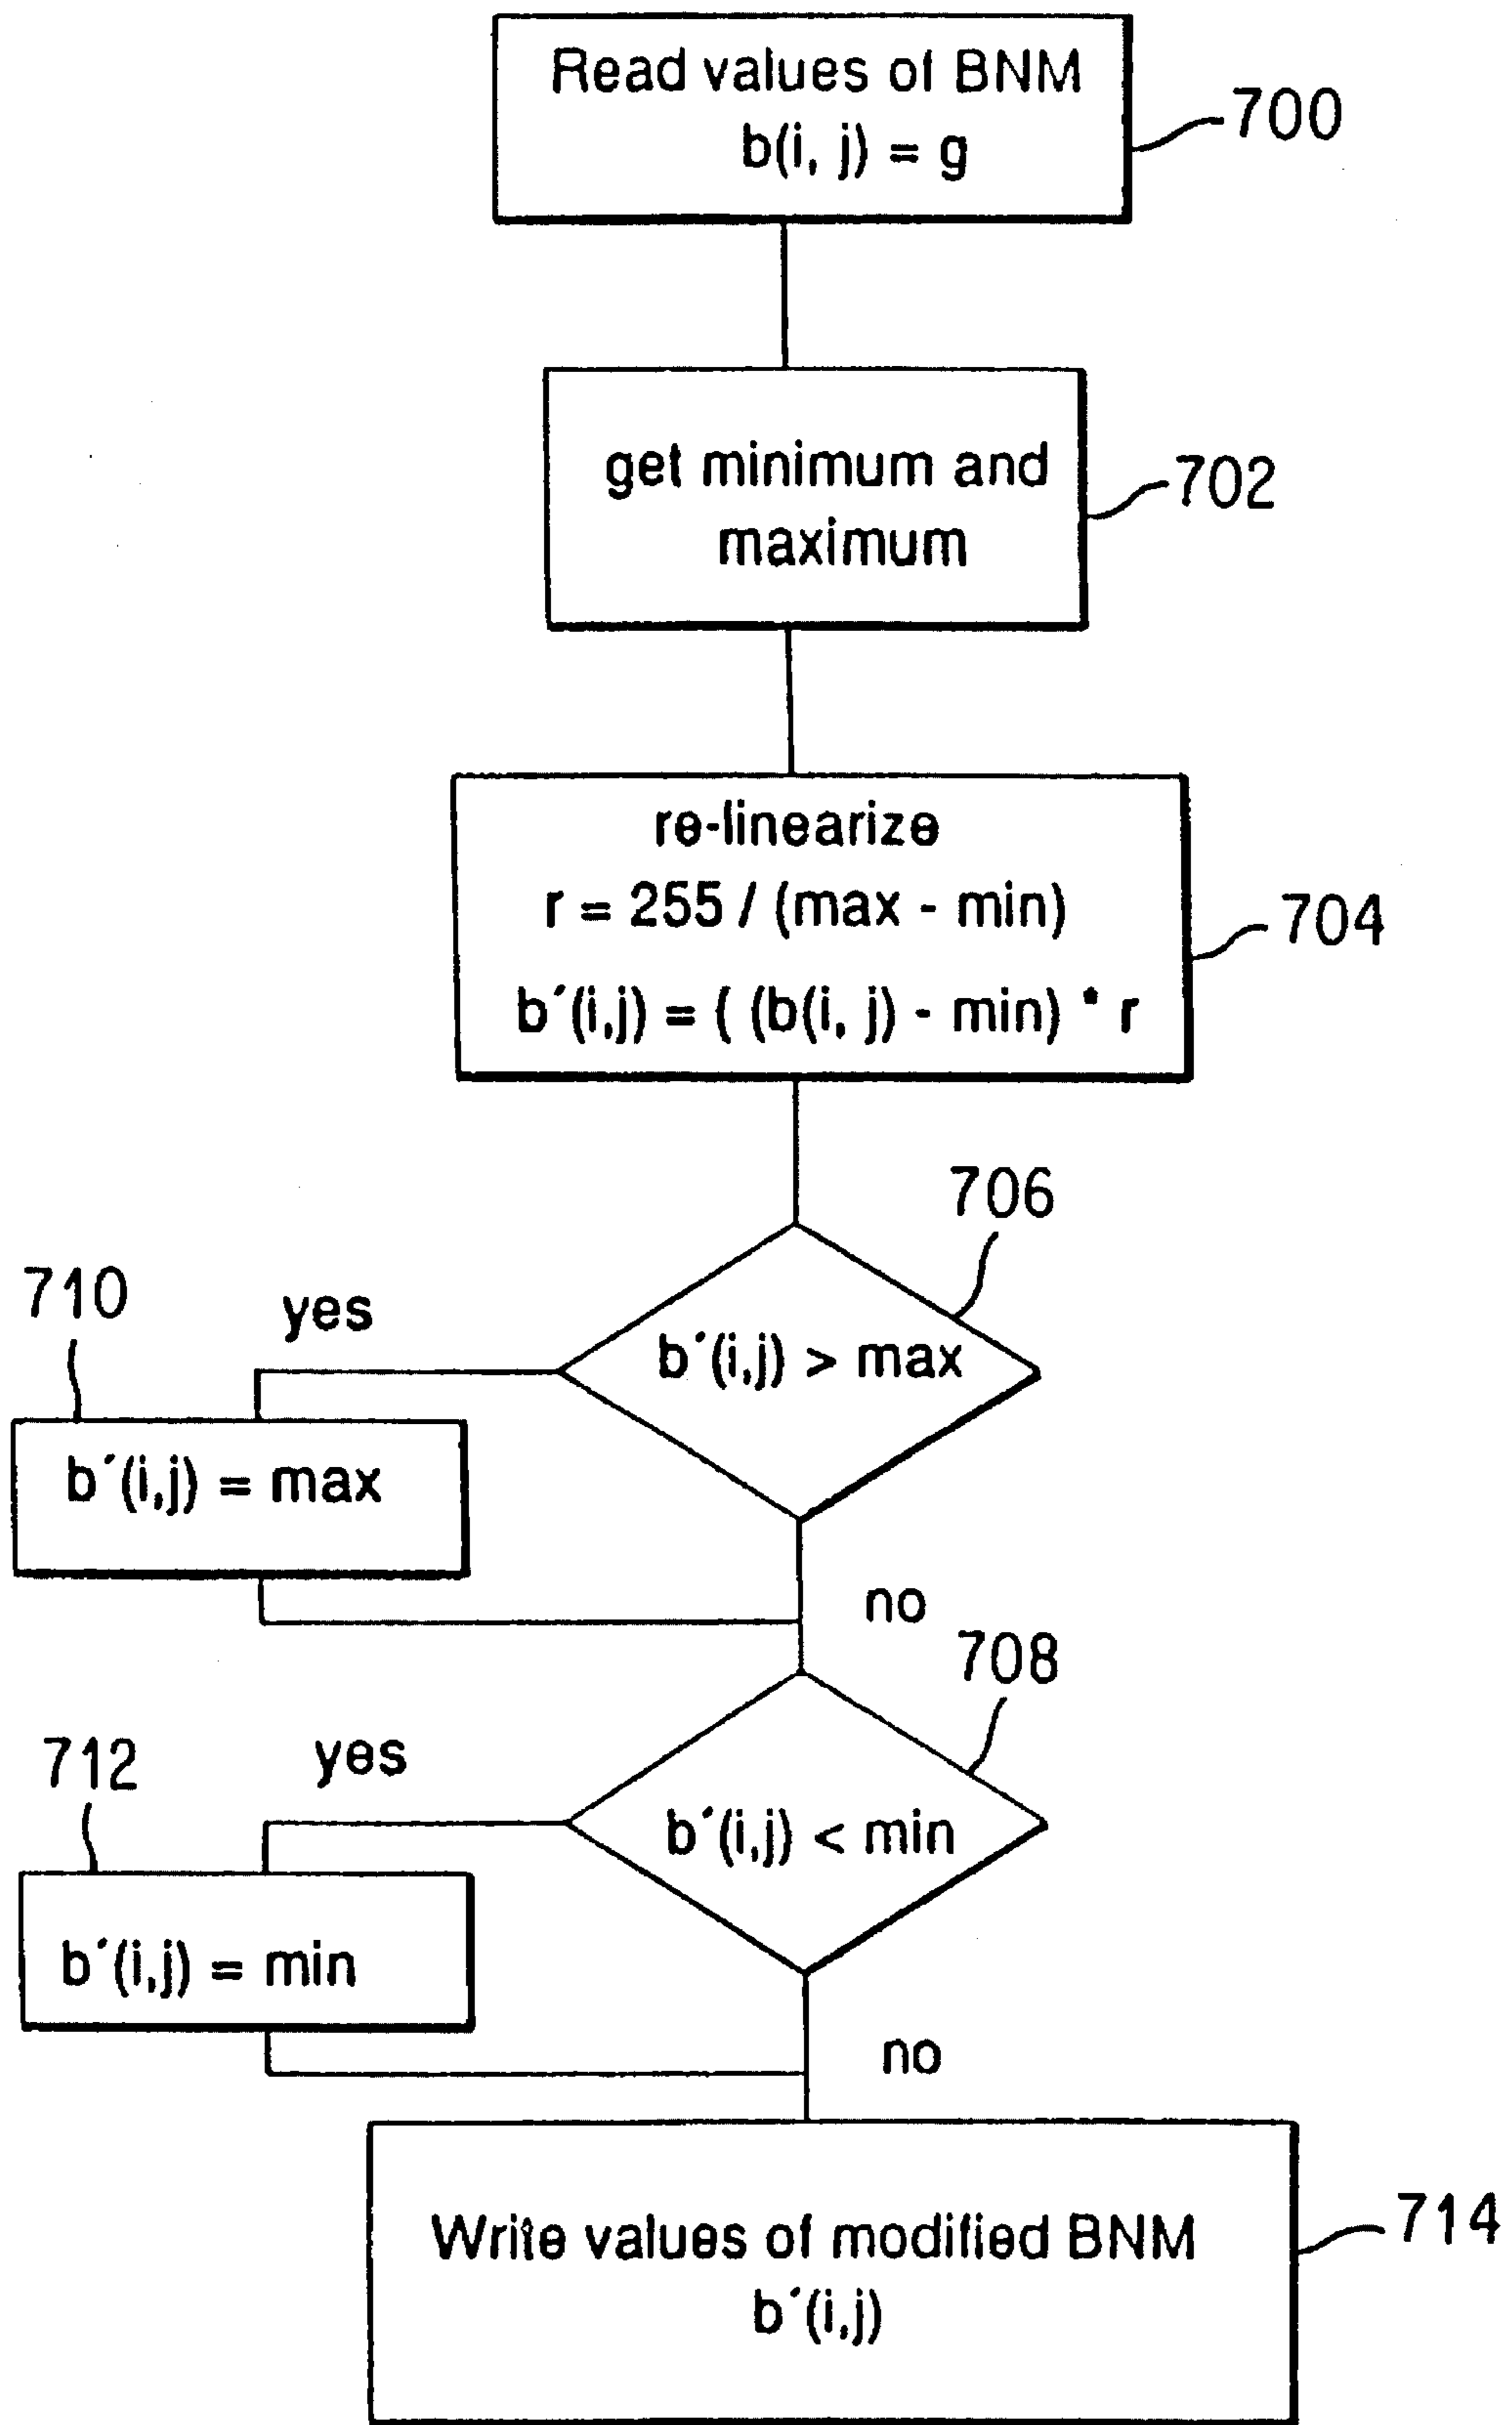 Read values of BNM
b(i, j) = g
700
get minimum and
maximum
702
re-linearize
r = 255 / (max - min)
b´(i,j) = ( (b(i, j) - min) * r
704
706
710
yes
b´(i,j) > max
b´(i,j) = max
no
708
712
yes
b´(i,j) < min
b´(i,j) = min
no
Write values of modified BNM
b´(i,j)
714